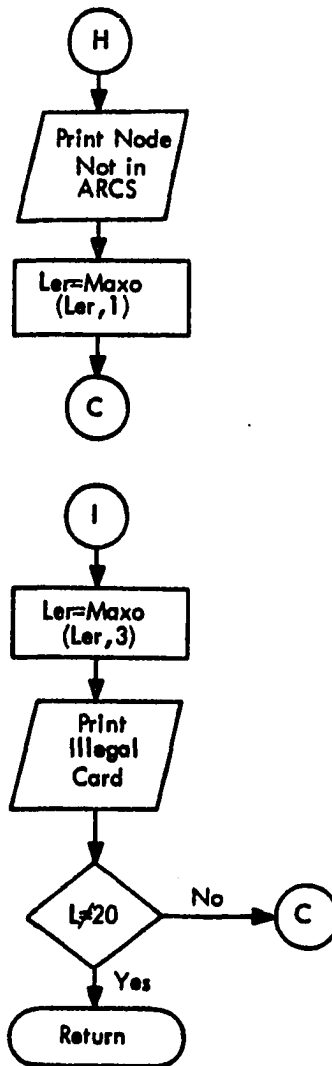 H
Print Node
Not in
ARCS
Ler=Maxo
(Ler,1)
C
I
Ler=Maxo
(Ler,3)
Print
Illegal
Card
L≠20
No
C
Yes
Return